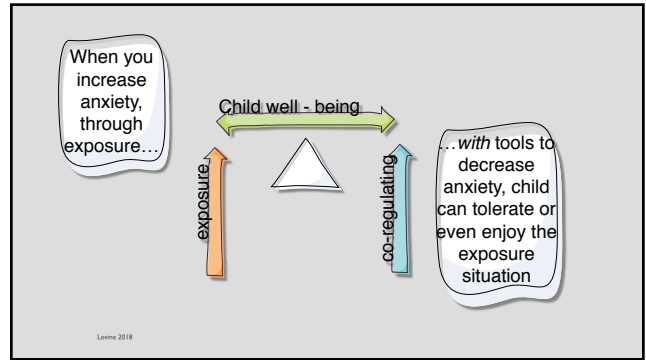 When you
increase
anxiety,
through
exposure…
Child well - being
exposure
co-regulating
…with tools to
decrease
anxiety, child
can tolerate or
even enjoy the
exposure
situation
Levine 2018